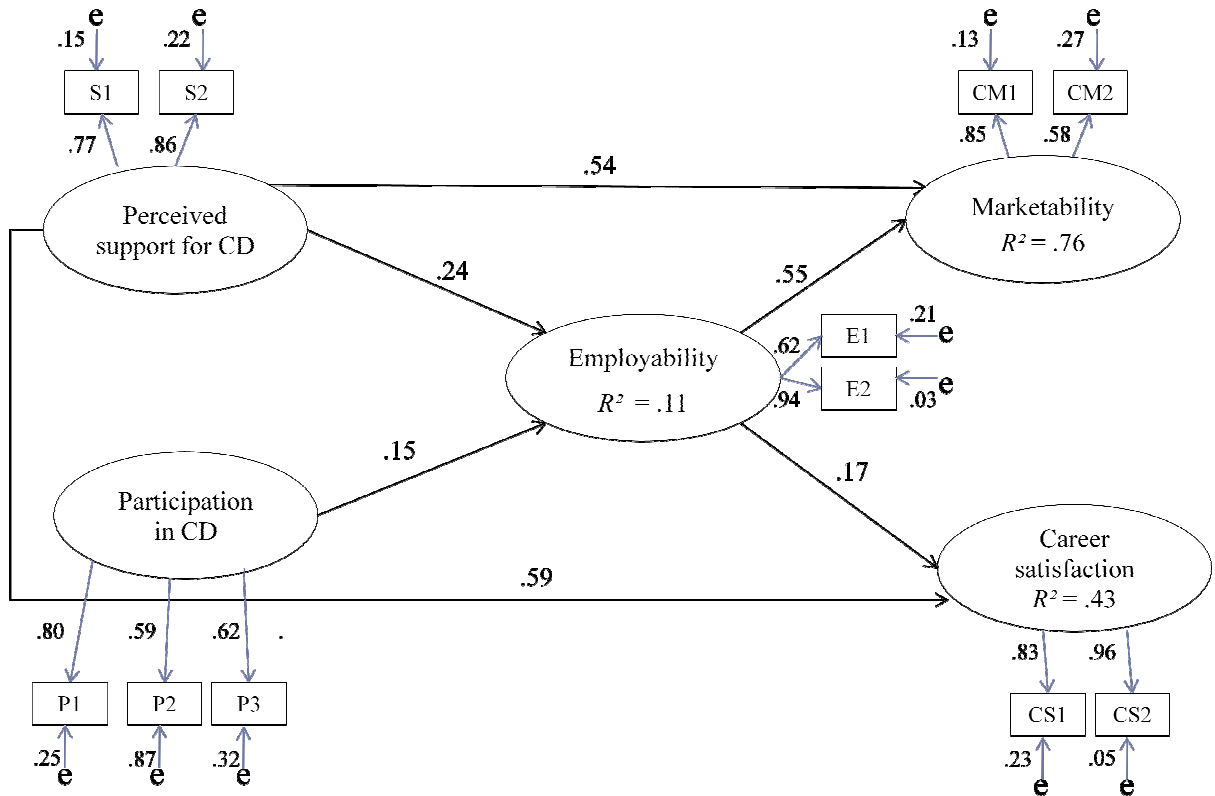 e e e e
.15 .22 .13 .27
S1 S2 CM1 CM2
.77 .86 .85 .58
.54
Perceived
support for CD
Marketability
R² = .76
.24 .55
.21
E1 e
.62
Employability
R² = .11
E2 e
.94 .03
.15 .17
Participation
in CD
Career
satisfaction
R² = .43
.59
.80 .59 .62 .
.83 .96
P1 P2 P3
CS1 CS2
.25 .87 .32
.23 .05
e e e
e e